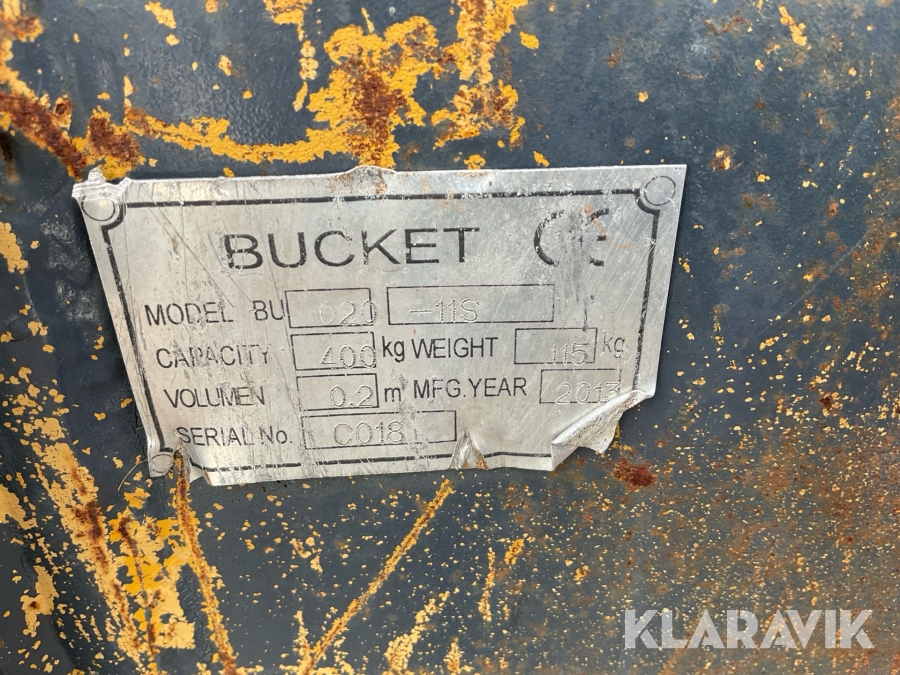 BUCKET CE
MODEL BU 020 -11S
CAPACITY 400 kg WEIGHT 115 kg
VOLUMEN 0.2 m MFG.YEAR 2013
SERIAL No. C018
KLARAVIK